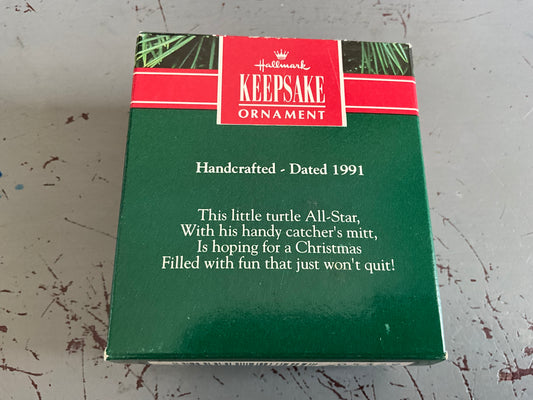 Hallmark
KEEPSAKE
ORNAMENT
Handcrafted - Dated 1991
This little turtle All-Star,
With his handy catcher's mitt,
Is hoping for a Christmas
Filled with fun that just won't quit!